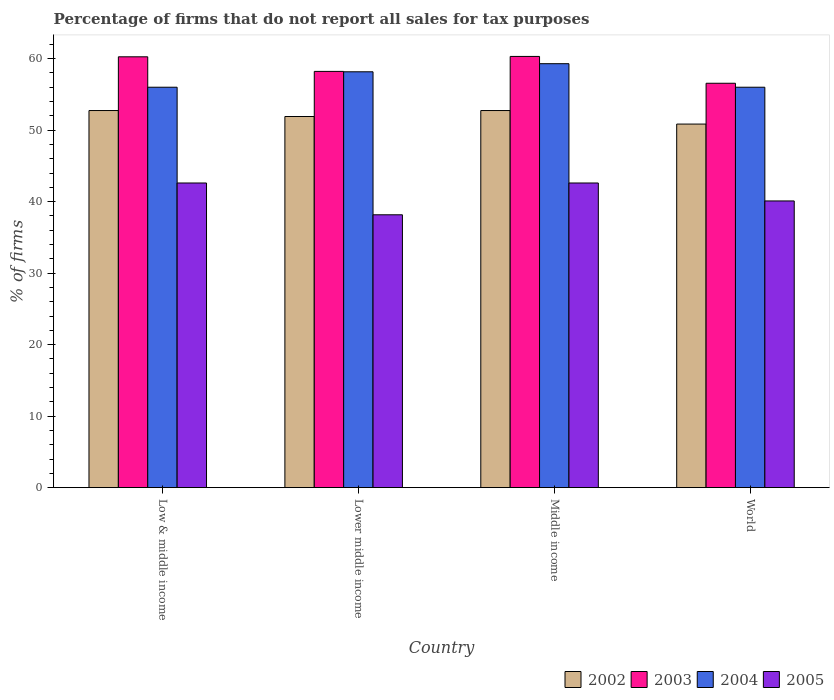 Percentage of firms that do not report all sales for tax purposes
% of firms
60
50
40
30
20
10
0
Low & middle income
Lower middle income
Middle income
World
Country
2002
2003
2004
2005